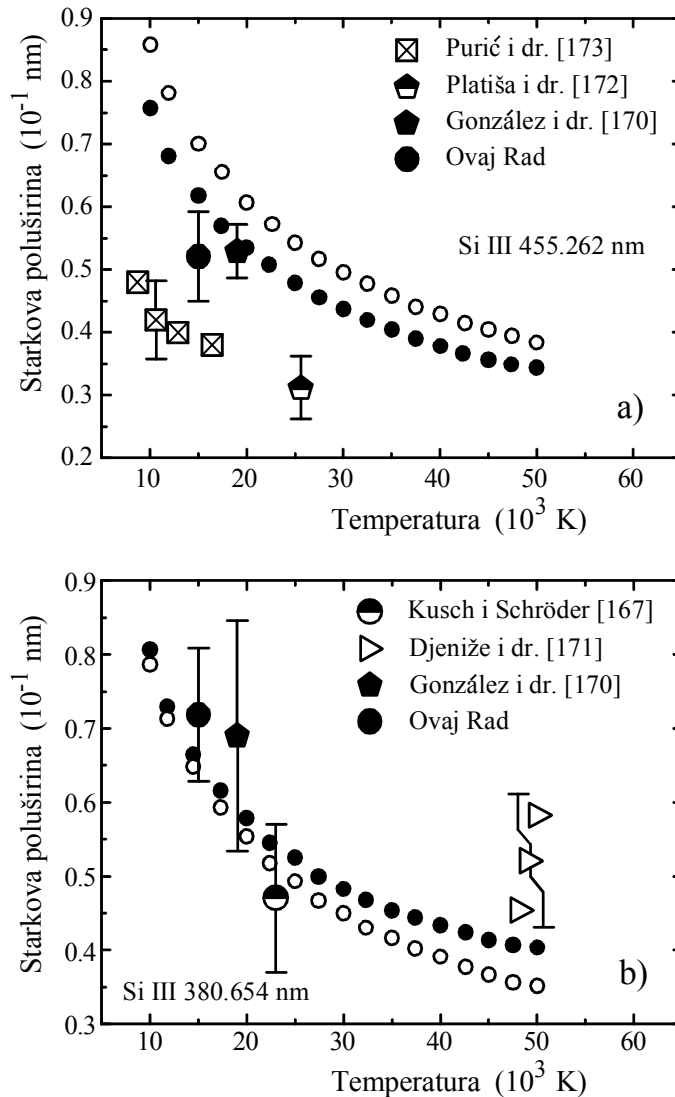 0.9
0.8
0.7
0.6
0.5
0.4
0.3
0.2
Starkova poluširina (10⁻¹ nm)
Purić i dr. [173]
Platiša i dr. [172]
González i dr. [170]
Ovaj Rad
Si III 455.262 nm
a)
10 20 30 40 50 60
Temperatura (10³ K)
0.9
0.8
0.7
0.6
0.5
0.4
0.3
Starkova poluširina (10⁻¹ nm)
Kusch i Schröder [167]
Djeniže i dr. [171]
González i dr. [170]
Ovaj Rad
Si III 380.654 nm
b)
10 20 30 40 50 60
Temperatura (10³ K)